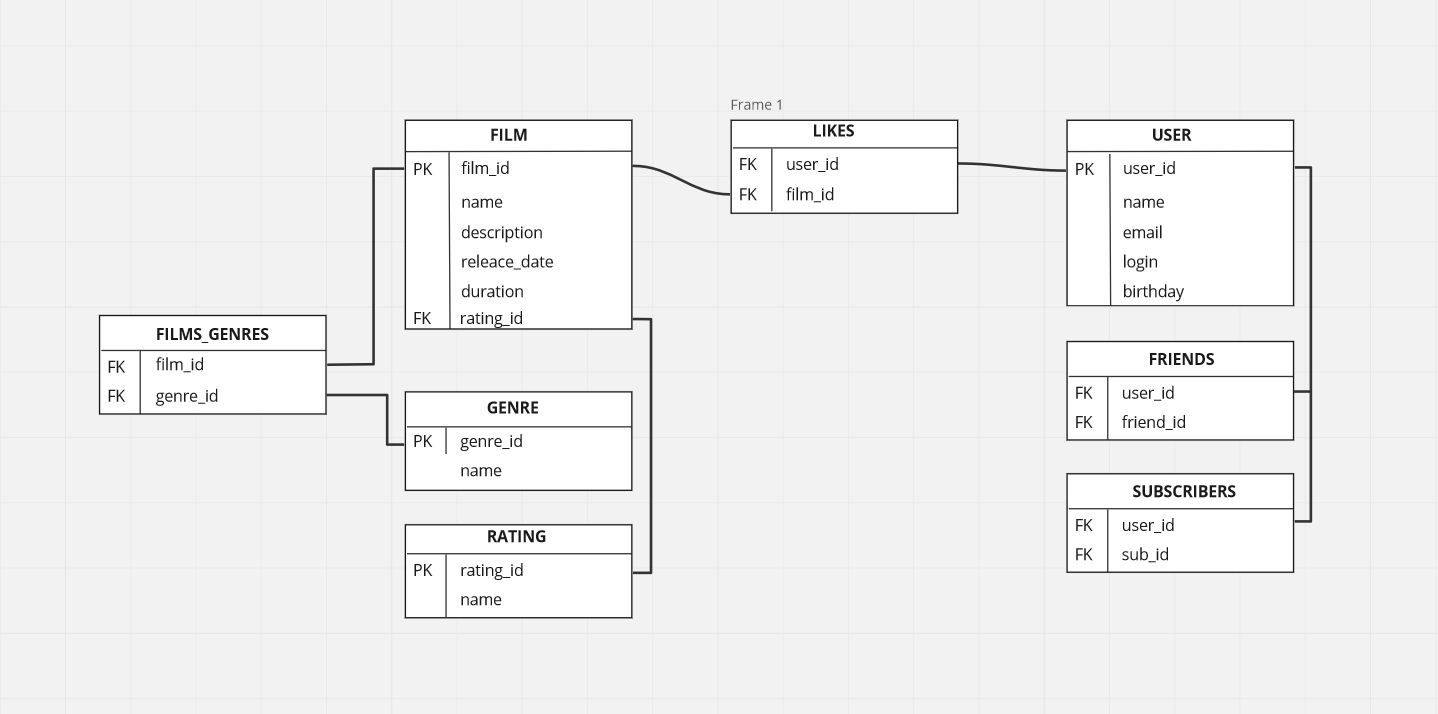 Frame 1
FILM
PK film_id
name
description
releace_date
duration
FK rating_id
LIKES
FK user_id
FK film_id
USER
PK user_id
name
email
login
birthday
FILMS_GENRES
FK film_id
FK genre_id
GENRE
PK genre_id
name
RATING
PK rating_id
name
FRIENDS
FK user_id
FK friend_id
SUBSCRIBERS
FK user_id
FK sub_id